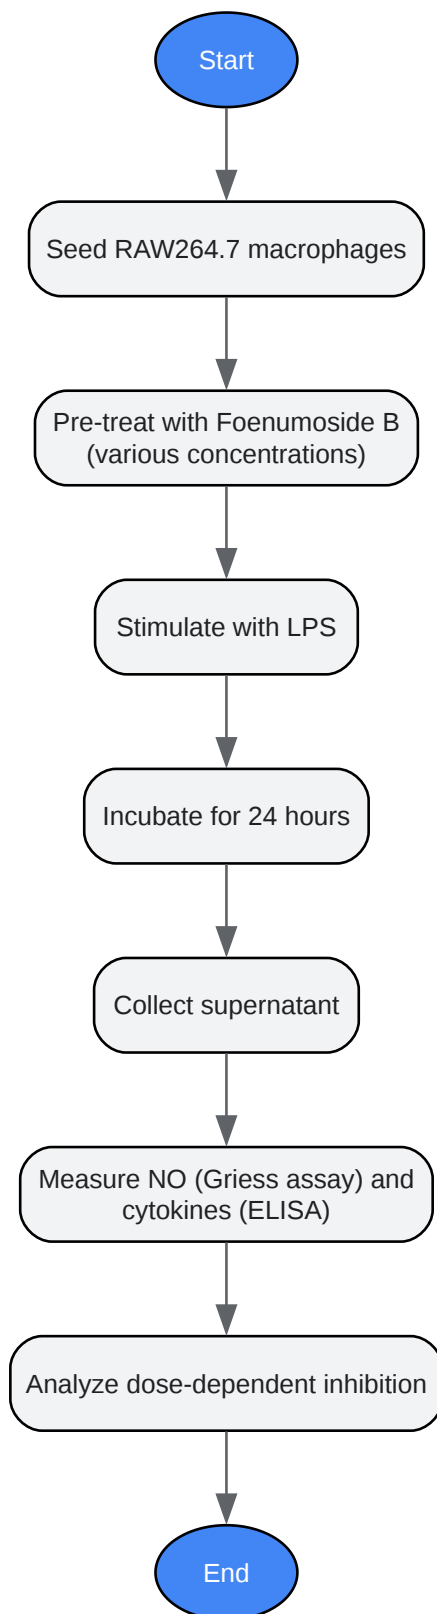 Start
Seed RAW264.7 macrophages
Pre-treat with Foenumoside B
(various concentrations)
Stimulate with LPS
Incubate for 24 hours
Collect supernatant
Measure NO (Griess assay) and
cytokines (ELISA)
Analyze dose-dependent inhibition
End